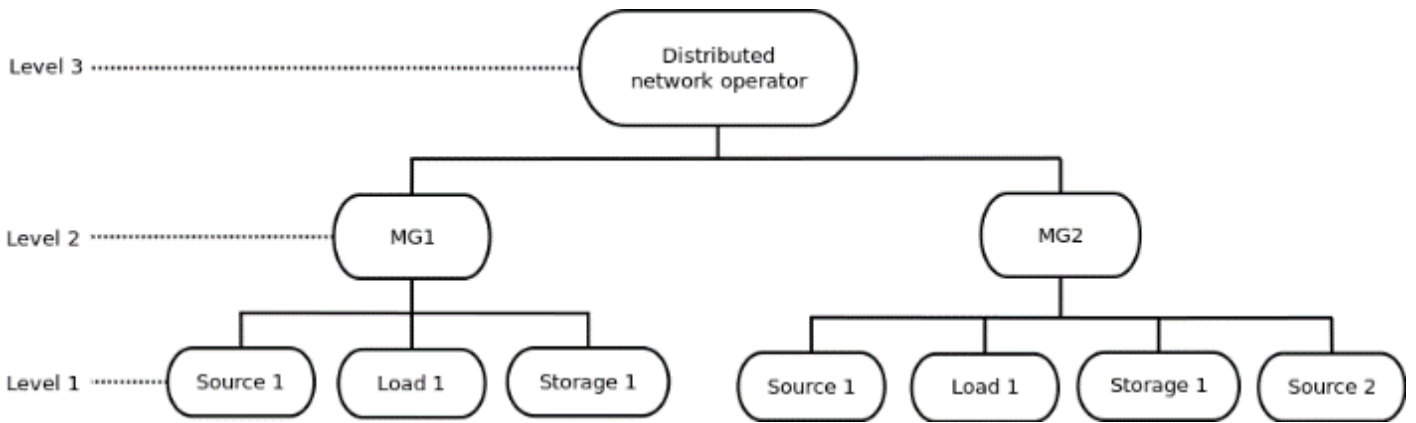 Distributed
network operator
Level 3
Level 2
MG1
MG2
Level 1
Source 1
Load 1
Storage 1
Source 1
Load 1
Storage 1
Source 2